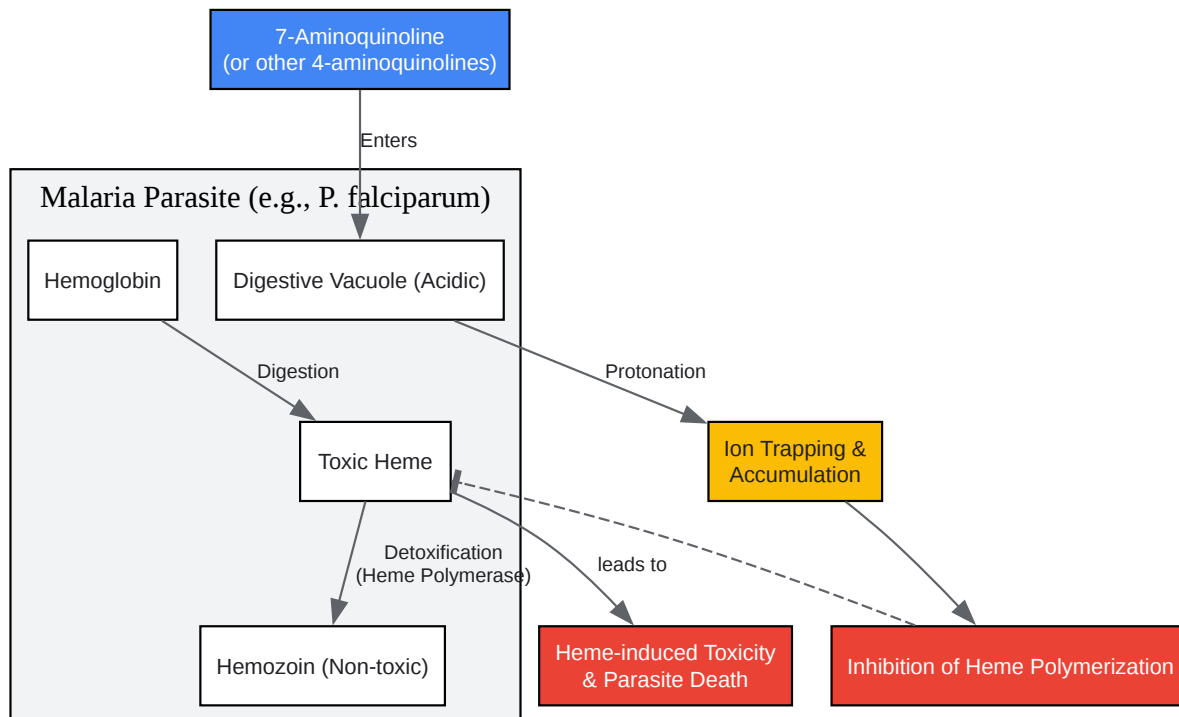 7-Aminoquinoline
(or other 4-aminoquinolines)
Enters
Malaria Parasite (e.g., P. falciparum)
Hemoglobin
Digestive Vacuole (Acidic)
Digestion
Protonation
Toxic Heme
Ion Trapping &
Accumulation
Detoxification
(Heme Polymerase)
leads to
Hemozoin (Non-toxic)
Heme-induced Toxicity
& Parasite Death
Inhibition of Heme Polymerization